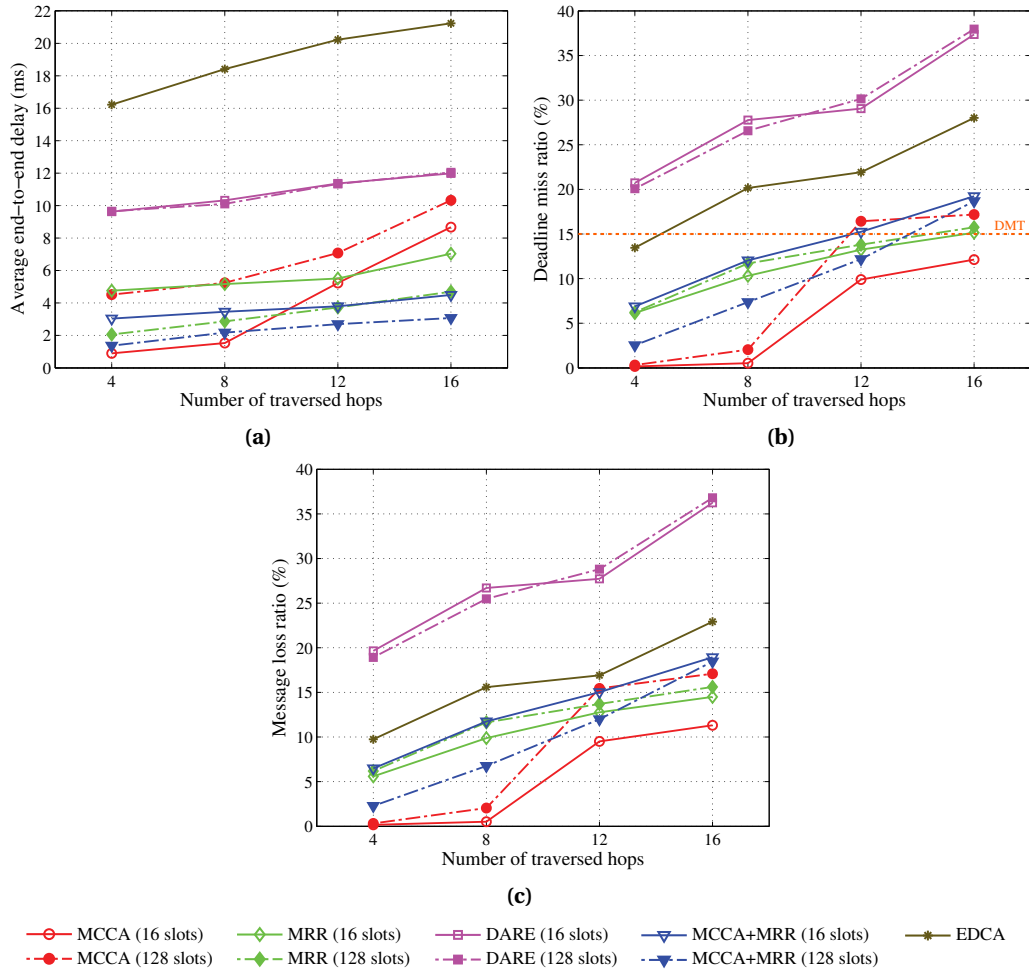 22
20
18
16
14
12
10
8
6
4
2
0
Average end−to−end delay (ms)
4 8 12 16
Number of traversed hops
(a)
40
35
30
25
20
15
10
5
0
Deadline miss ratio (%)
DMT
4 8 12 16
Number of traversed hops
(b)
40
35
30
25
20
15
10
5
0
Message loss ratio (%)
4 8 12 16
Number of traversed hops
(c)
MCCA (16 slots) MRR (16 slots) DARE (16 slots) MCCA+MRR (16 slots) EDCA
MCCA (128 slots) MRR (128 slots) DARE (128 slots) MCCA+MRR (128 slots)